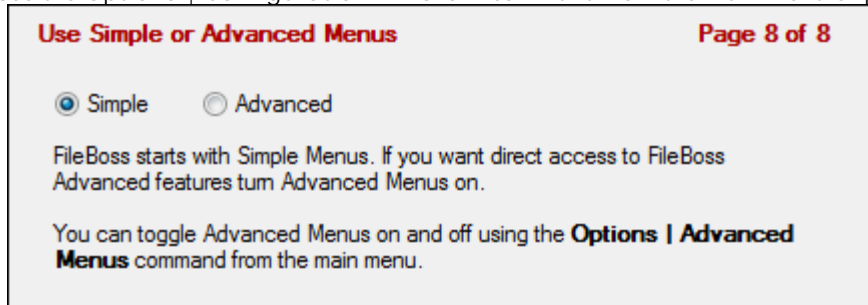 Use Simple or Advanced Menus Page 8 of 8
Simple Advanced
FileBoss starts with Simple Menus. If you want direct access to FileBoss
Advanced features turn Advanced Menus on.
You can toggle Advanced Menus on and off using the Options | Advanced
Menus command from the main menu.